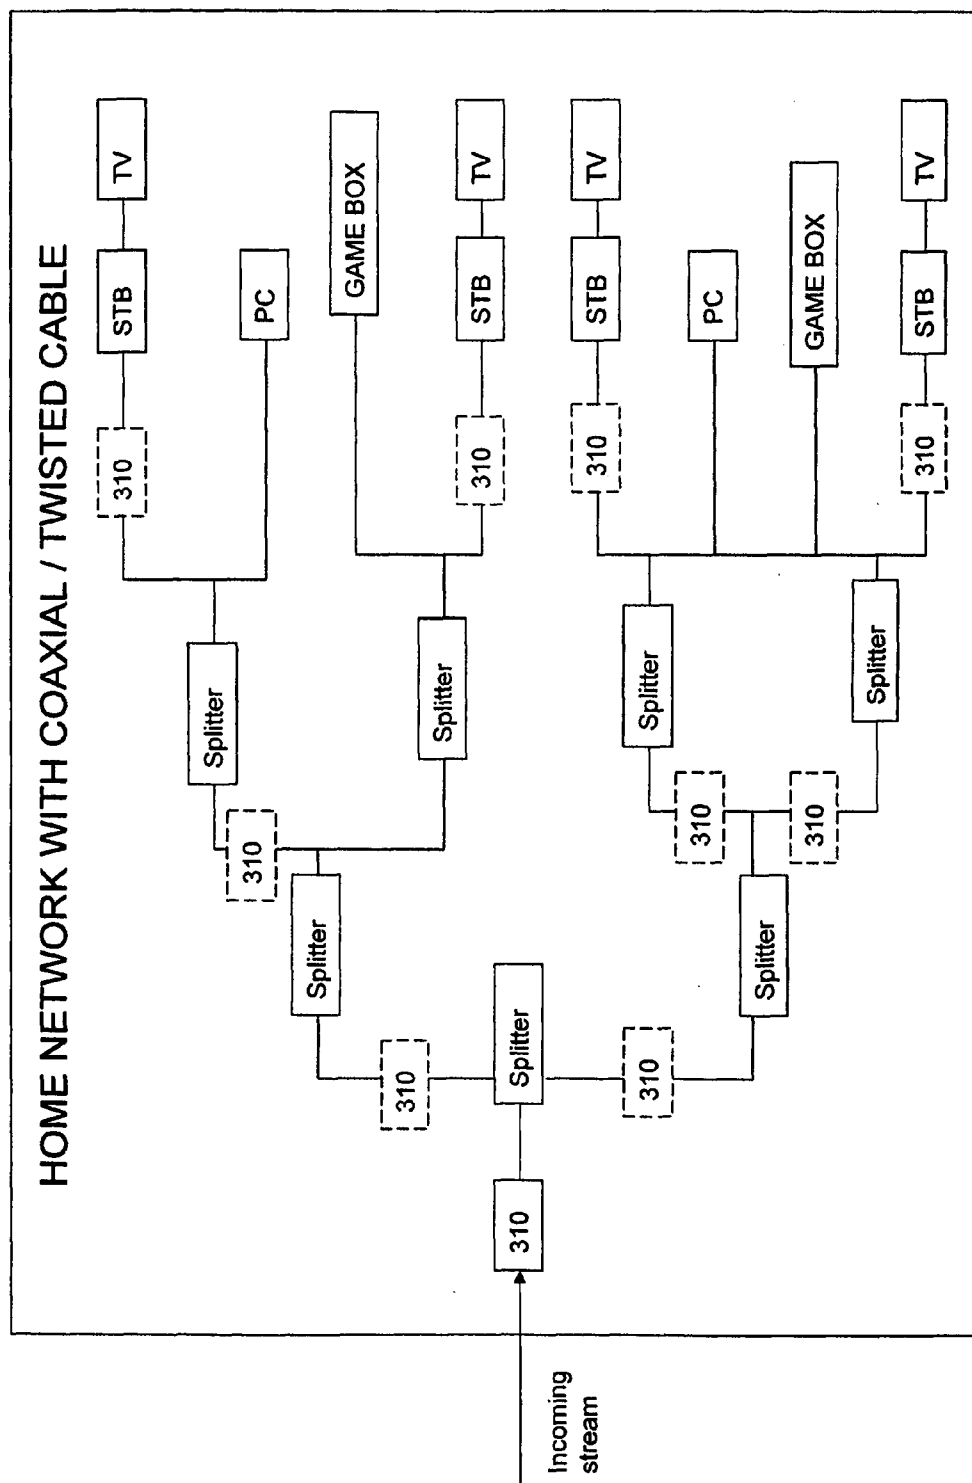 HOME NETWORK WITH COAXIAL / TWISTED CABLE
Incoming
stream
310
Splitter
310
310
Splitter
Splitter
310
310
310
Splitter
Splitter
Splitter
Splitter
310
STB
TV
PC
GAME BOX
310
STB
TV
310
STB
TV
PC
GAME BOX
310
STB
TV